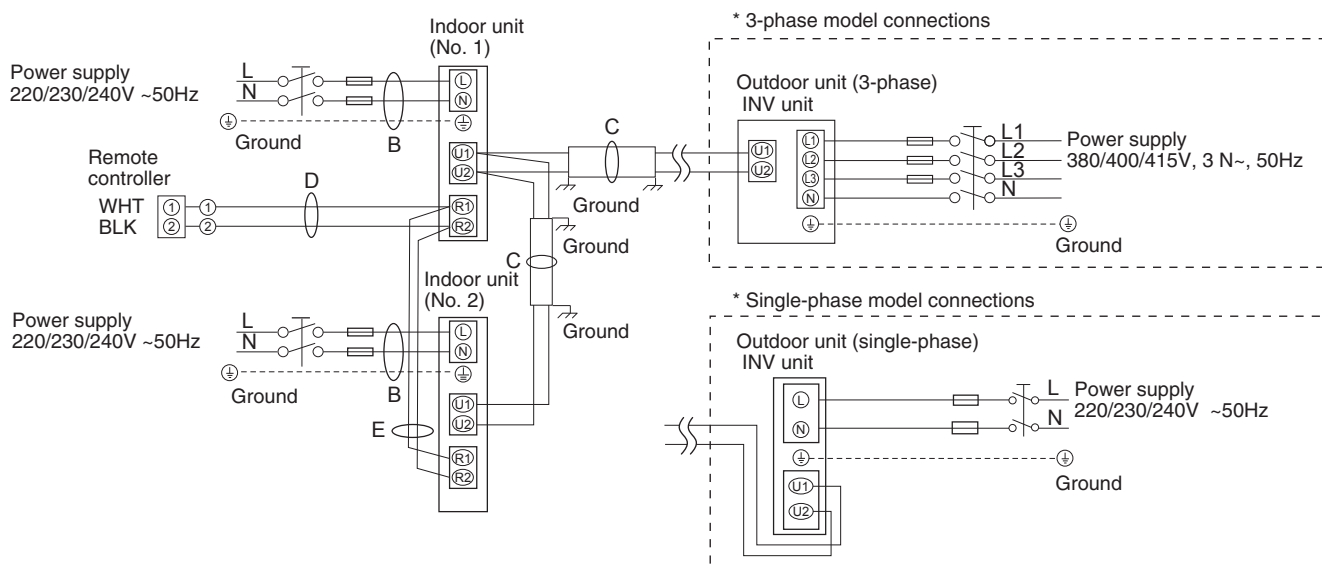 Indoor unit
(No. 1)
Power supply
220/230/240V ~50Hz
L
N
Ground
B
L
N
U1
U2
R1
R2
Remote
controller
WHT
BLK
1
2
1
2
D
C
Ground
C
Ground
Ground
Indoor unit
(No. 2)
Power supply
220/230/240V ~50Hz
L
N
Ground
B
E
L
N
U1
U2
R1
R2
* 3-phase model connections
Outdoor unit (3-phase)
INV unit
U1
U2
L1
L2
L3
N
L1
L2
L3
N
Power supply
380/400/415V, 3 N~, 50Hz
Ground
* Single-phase model connections
Outdoor unit (single-phase)
INV unit
L
N
U1
U2
L
N
Power supply
220/230/240V ~50Hz
Ground